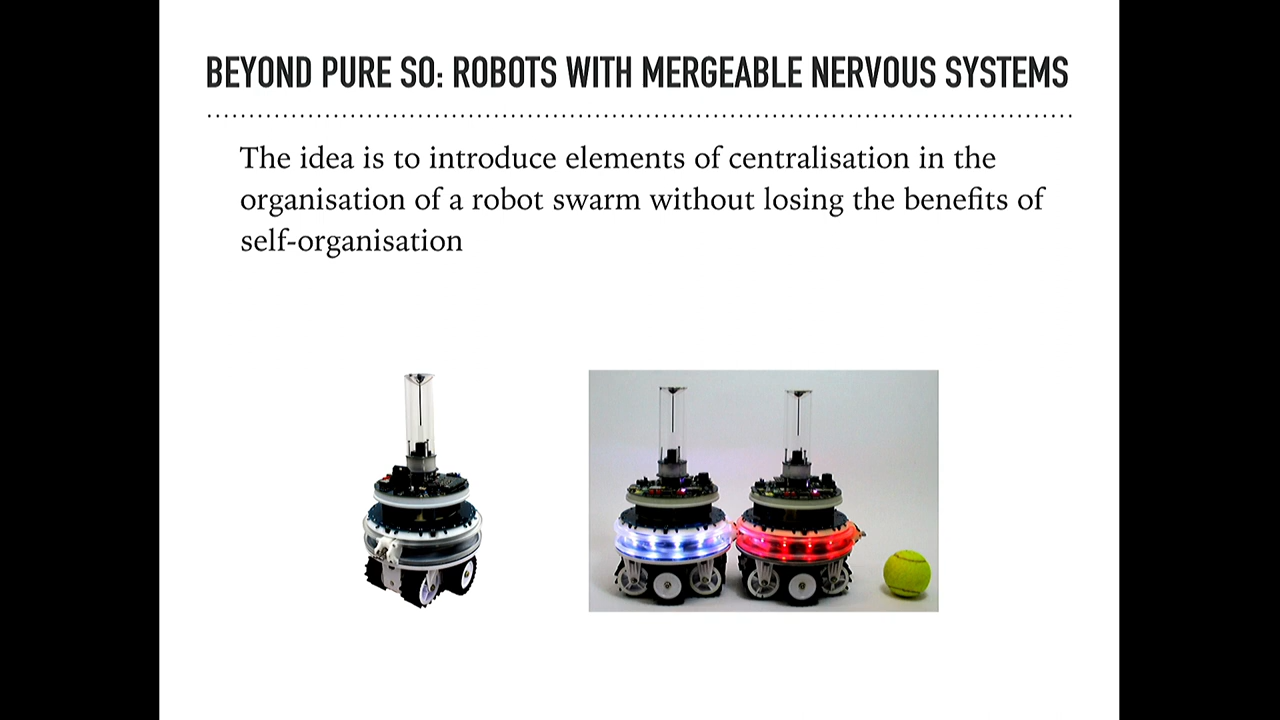 BEYOND PURE SO: ROBOTS WITH MERGEABLE NERVOUS SYSTEMS
The idea is to introduce elements of centralisation in the
organisation of a robot swarm without losing the benefits of
self-organisation